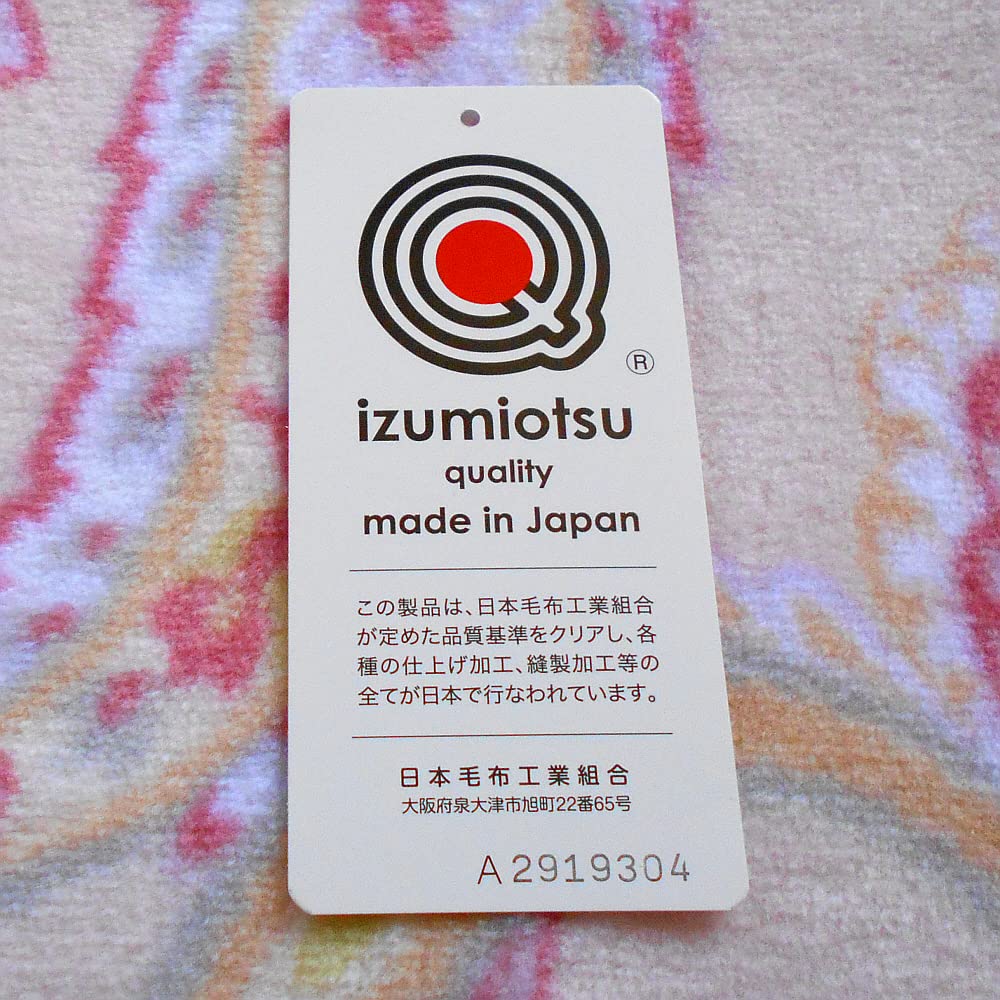 ®
izumiotsu
quality
made in Japan
この製品は、日本毛布工業組合
が定めた品質基準をクリアし、各
種の仕上げ加工、縫製加工等の
全てが日本で行なわれています。
日本毛布工業組合
大阪府泉大津市旭町22番65号
A2919304